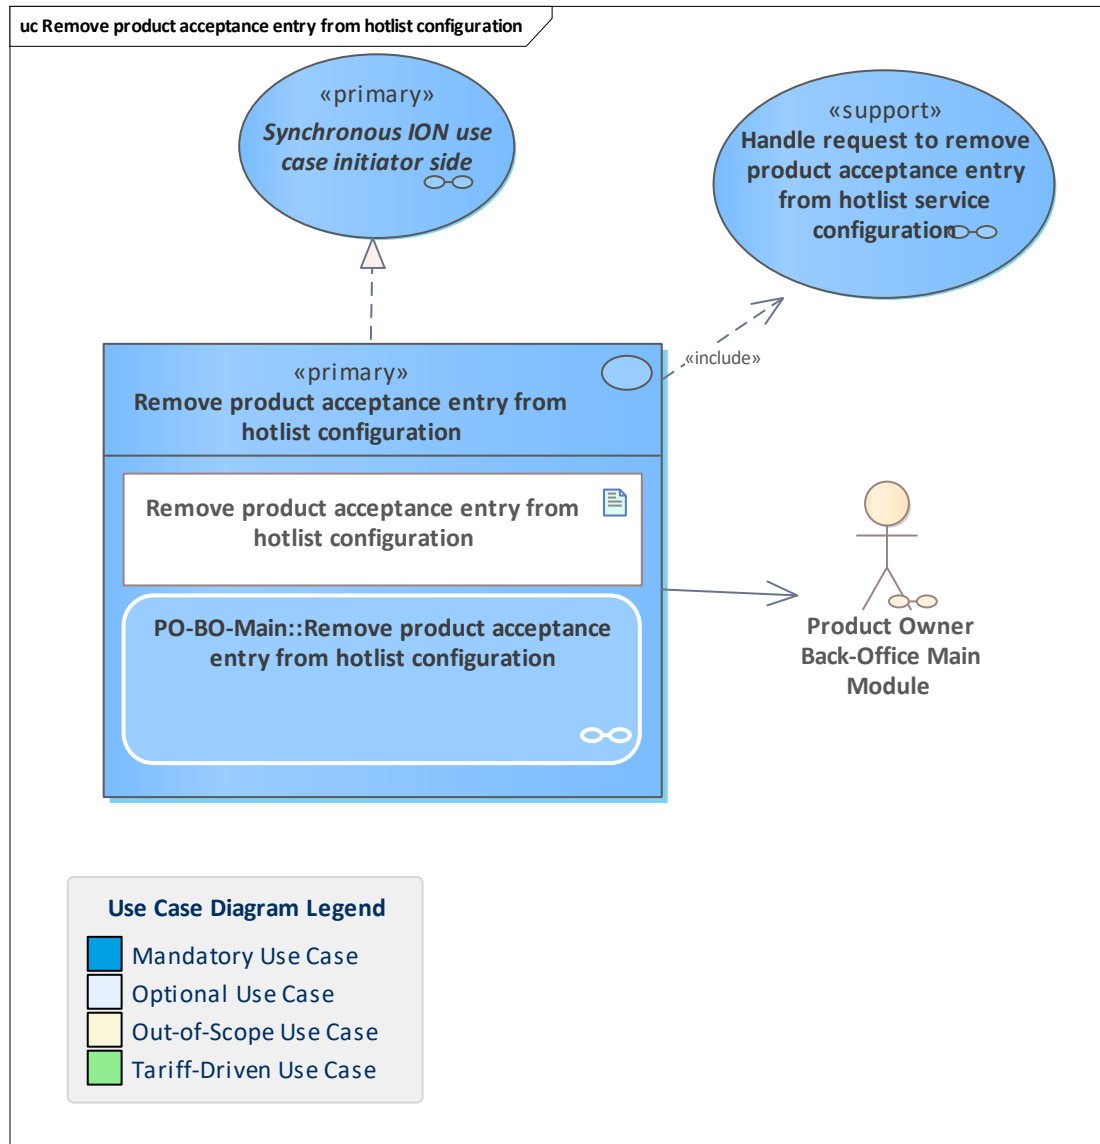 uc Remove product acceptance entry from hotlist configuration
«primary»
Synchronous ION use
case initiator side
«support»
Handle request to remove
product acceptance entry
from hotlist service
configuration
«include»
«primary»
Remove product acceptance entry from
hotlist configuration
Remove product acceptance entry from
hotlist configuration
PO-BO-Main::Remove product acceptance
entry from hotlist configuration
Product Owner
Back-Office Main
Module
Use Case Diagram Legend
Mandatory Use Case
Optional Use Case
Out-of-Scope Use Case
Tariff-Driven Use Case